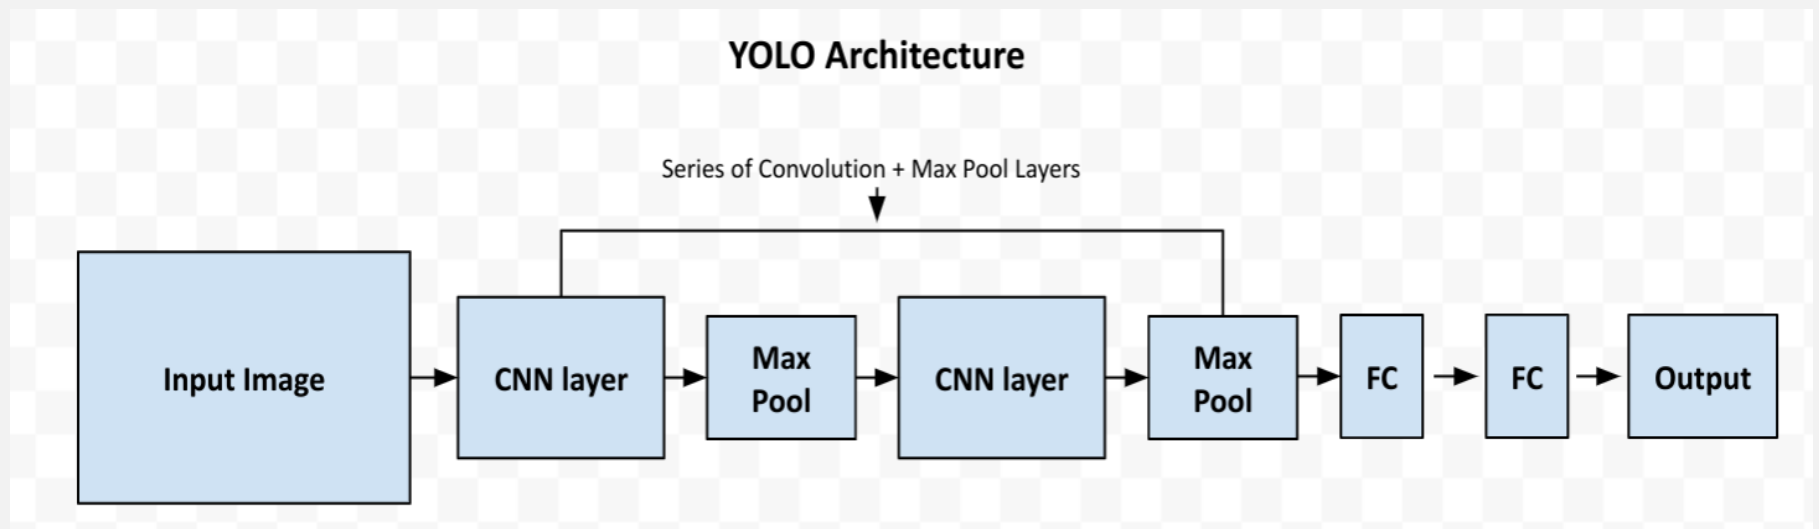 YOLO Architecture
Series of Convolution + Max Pool Layers
Input Image
CNN layer
Max
Pool
CNN layer
Max
Pool
FC
FC
Output